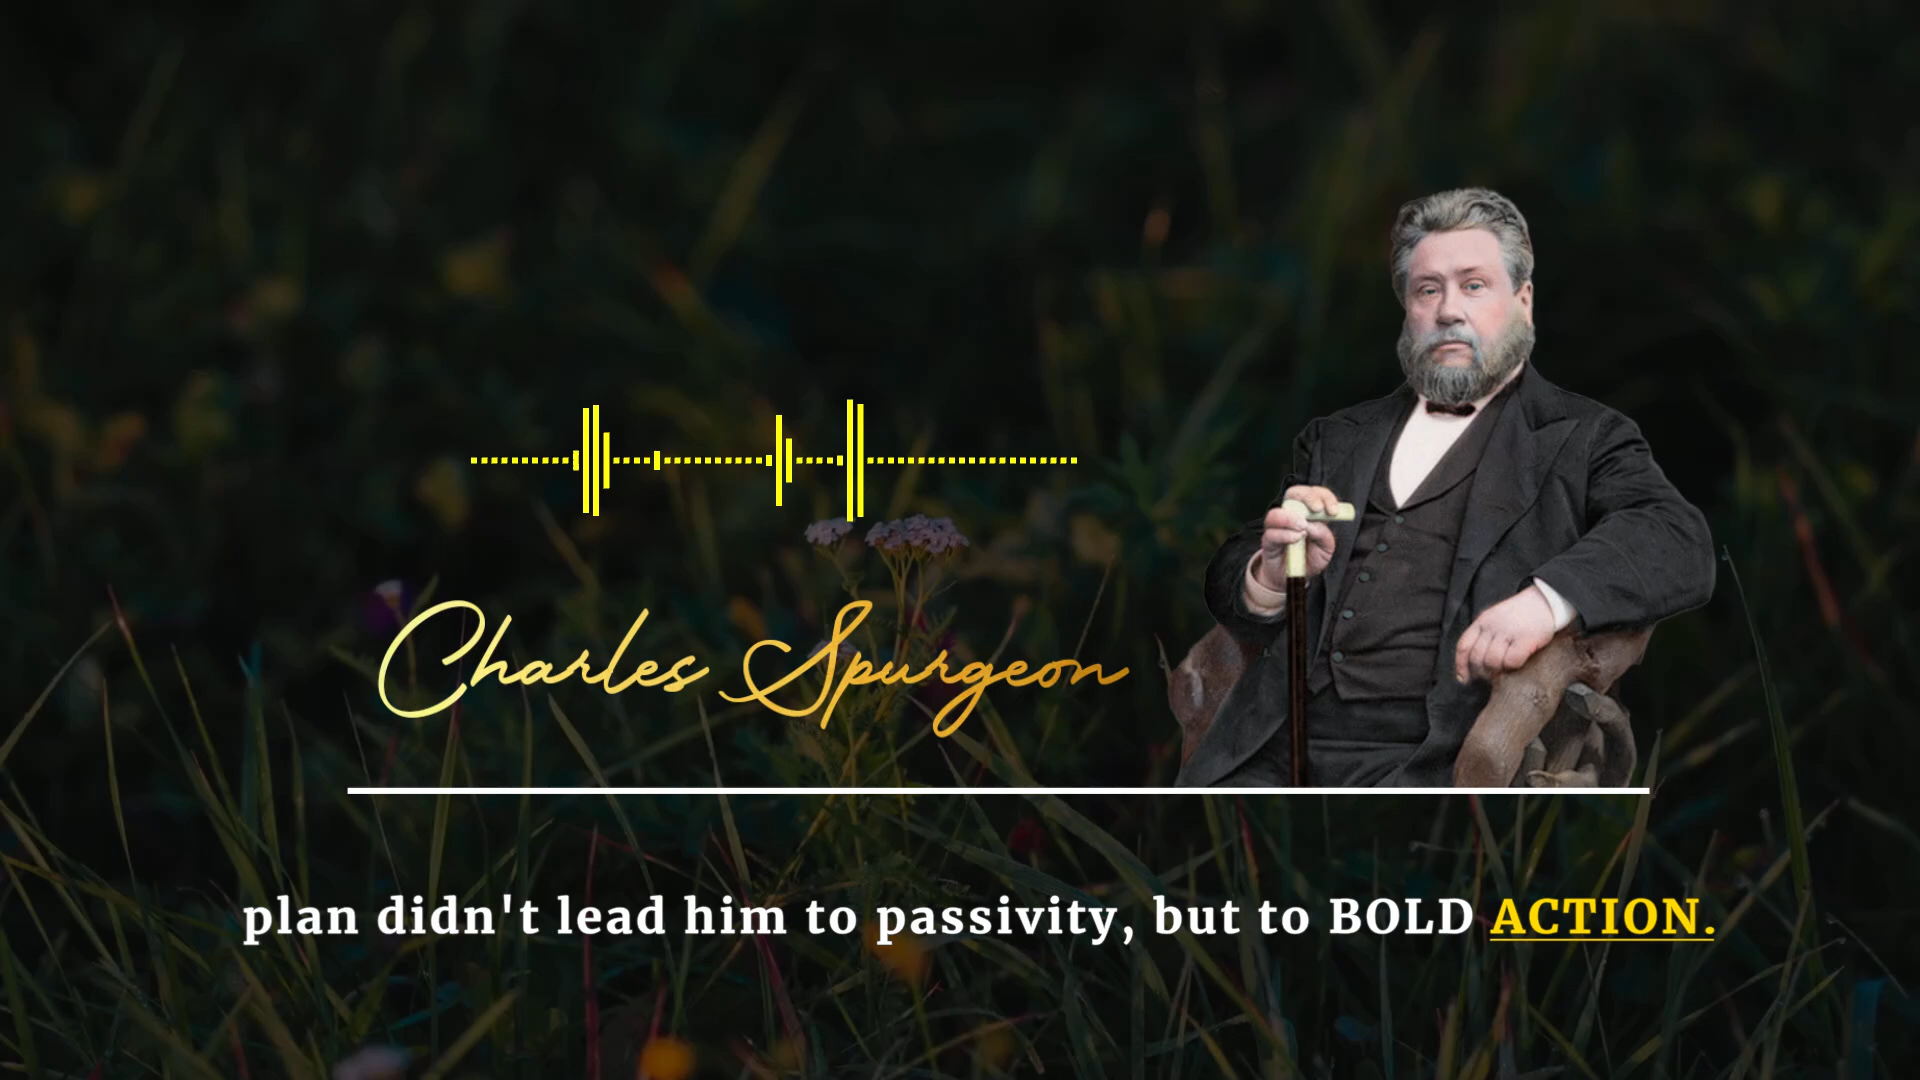 Charles Spurgeon
plan didn't lead him to passivity, but to BOLD ACTION.